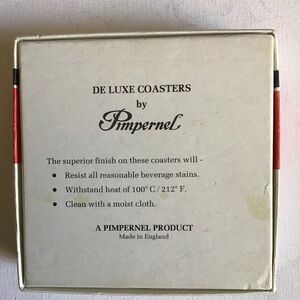 DE LUXE COASTERS
by
Pimpernel
The superior finish on these coasters will -
• Resist all reasonable beverage stains.
• Withstand heat of 100° C / 212° F.
• Clean with a moist cloth.
A PIMPERNEL PRODUCT
Made in England